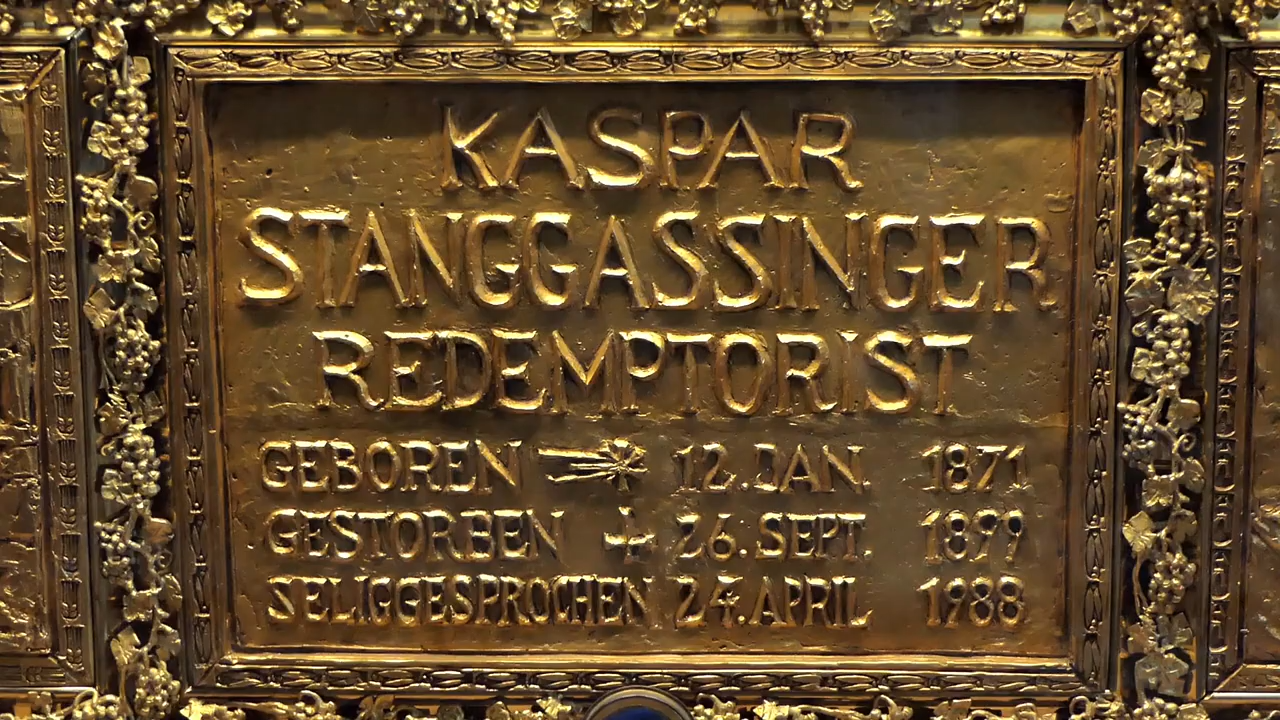 KASPAR
STANGGASSINGER
REDEMPTORIST
GEBOREN 12. JAN 1871
GESTORBEN + 26. SEPT. 1899
SELIGGESPROCHEN 24. APRIL 1988